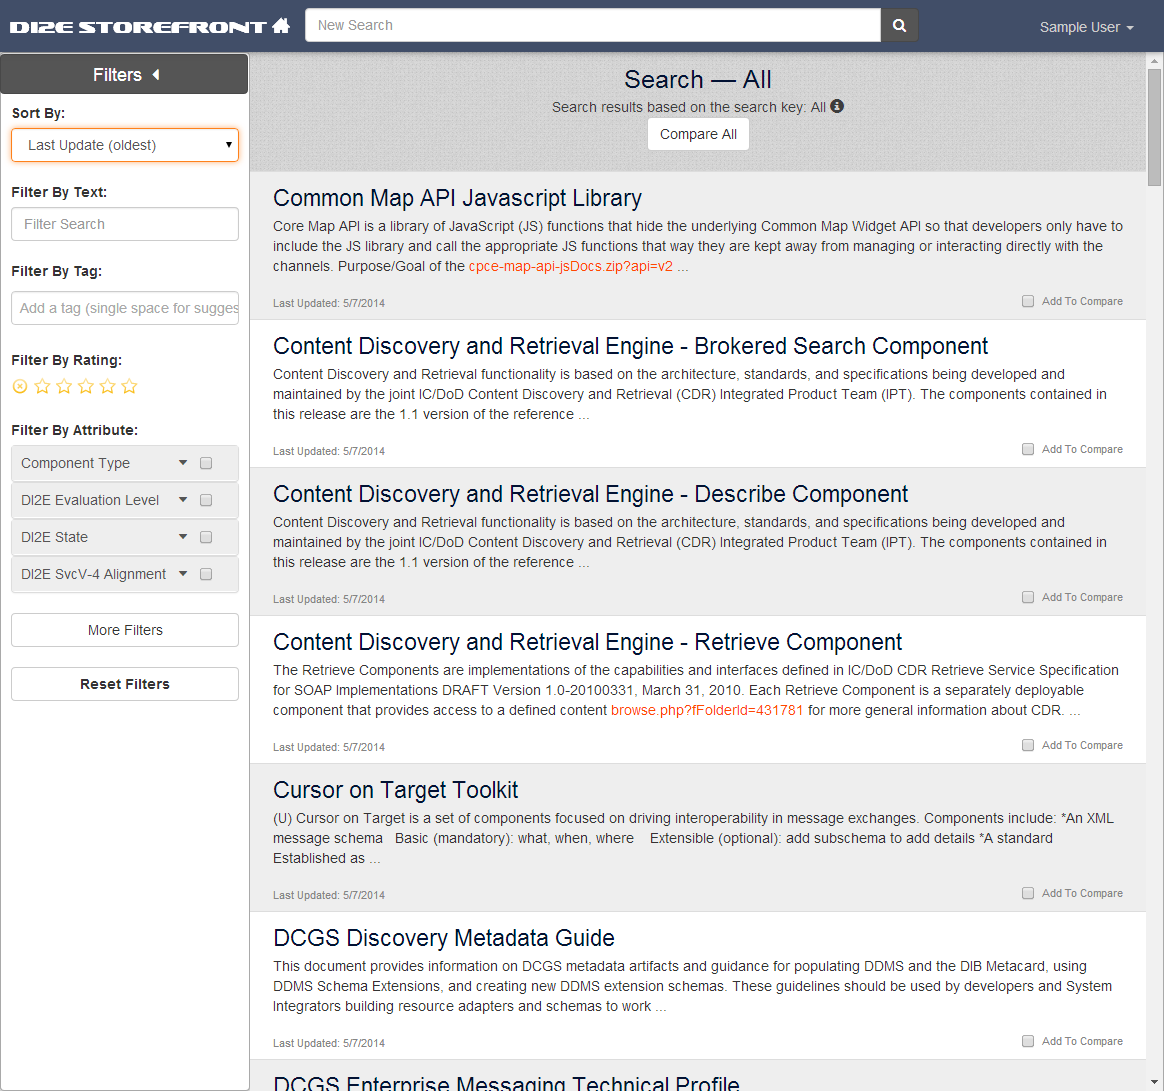 DI2E STOREFRONT
New Search
Sample User
Filters
Sort By:
Last Update (oldest)
Filter By Text:
Filter Search
Filter By Tag:
Add a tag (single space for sugges
Filter By Rating:
Filter By Attribute:
Component Type
DI2E Evaluation Level
DI2E State
DI2E SvcV-4 Alignment
More Filters
Reset Filters
Search — All
Search results based on the search key: All
Compare All
Common Map API Javascript Library
Core Map API is a library of JavaScript (JS) functions that hide the underlying Common Map Widget API so that developers only have to
include the JS library and call the appropriate JS functions that way they are kept away from managing or interacting directly with the
channels. Purpose/Goal of the cpce-map-api-jsDocs.zip?api=v2 ...
Last Updated: 5/7/2014
Add To Compare
Content Discovery and Retrieval Engine - Brokered Search Component
Content Discovery and Retrieval functionality is based on the architecture, standards, and specifications being developed and
maintained by the joint IC/DoD Content Discovery and Retrieval (CDR) Integrated Product Team (IPT). The components contained in
this release are the 1.1 version of the reference ...
Last Updated: 5/7/2014
Add To Compare
Content Discovery and Retrieval Engine - Describe Component
Content Discovery and Retrieval functionality is based on the architecture, standards, and specifications being developed and
maintained by the joint IC/DoD Content Discovery and Retrieval (CDR) Integrated Product Team (IPT). The components contained in
this release are the 1.1 version of the reference ...
Last Updated: 5/7/2014
Add To Compare
Content Discovery and Retrieval Engine - Retrieve Component
The Retrieve Components are implementations of the capabilities and interfaces defined in IC/DoD CDR Retrieve Service Specification
for SOAP Implementations DRAFT Version 1.0-20100331, March 31, 2010. Each Retrieve Component is a separately deployable
component that provides access to a defined content browse.php?fFolderId=431781 for more general information about CDR. ...
Last Updated: 5/7/2014
Add To Compare
Cursor on Target Toolkit
(U) Cursor on Target is a set of components focused on driving interoperability in message exchanges. Components include: *An XML
message schema   Basic (mandatory): what, when, where    Extensible (optional): add subschema to add details *A standard
Established as ...
Last Updated: 5/7/2014
Add To Compare
DCGS Discovery Metadata Guide
This document provides information on DCGS metadata artifacts and guidance for populating DDMS and the DIB Metacard, using
DDMS Schema Extensions, and creating new DDMS extension schemas. These guidelines should be used by developers and System
Integrators building resource adapters and schemas to work ...
Last Updated: 5/7/2014
Add To Compare
DCGS Enterprise Messaging Technical Profile